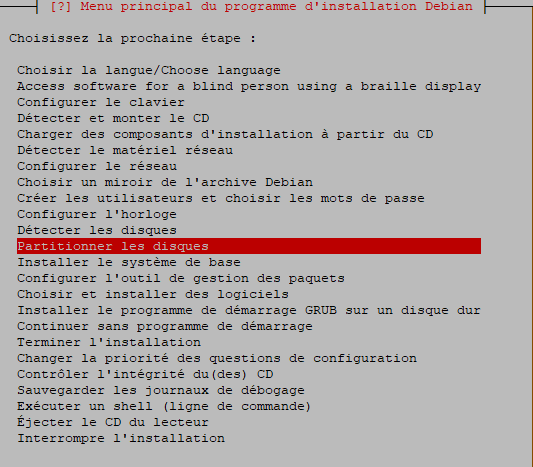 [?] Menu principal du programme d'installation Debian
Choisissez la prochaine étape :
Choisir la langue/Choose language
Access software for a blind person using a braille display
Configurer le clavier
Détecter et monter le CD
Charger des composants d'installation à partir du CD
Détecter le matériel réseau
Configurer le réseau
Choisir un miroir de l'archive Debian
Créer les utilisateurs et choisir les mots de passe
Configurer l'horloge
Détecter les disques
Partitionner les disques
Installer le système de base
Configurer l'outil de gestion des paquets
Choisir et installer des logiciels
Installer le programme de démarrage GRUB sur un disque dur
Continuer sans programme de démarrage
Terminer l'installation
Changer la priorité des questions de configuration
Contrôler l'intégrité du(des) CD
Sauvegarder les journaux de débogage
Exécuter un shell (ligne de commande)
Éjecter le CD du lecteur
Interrompre l'installation